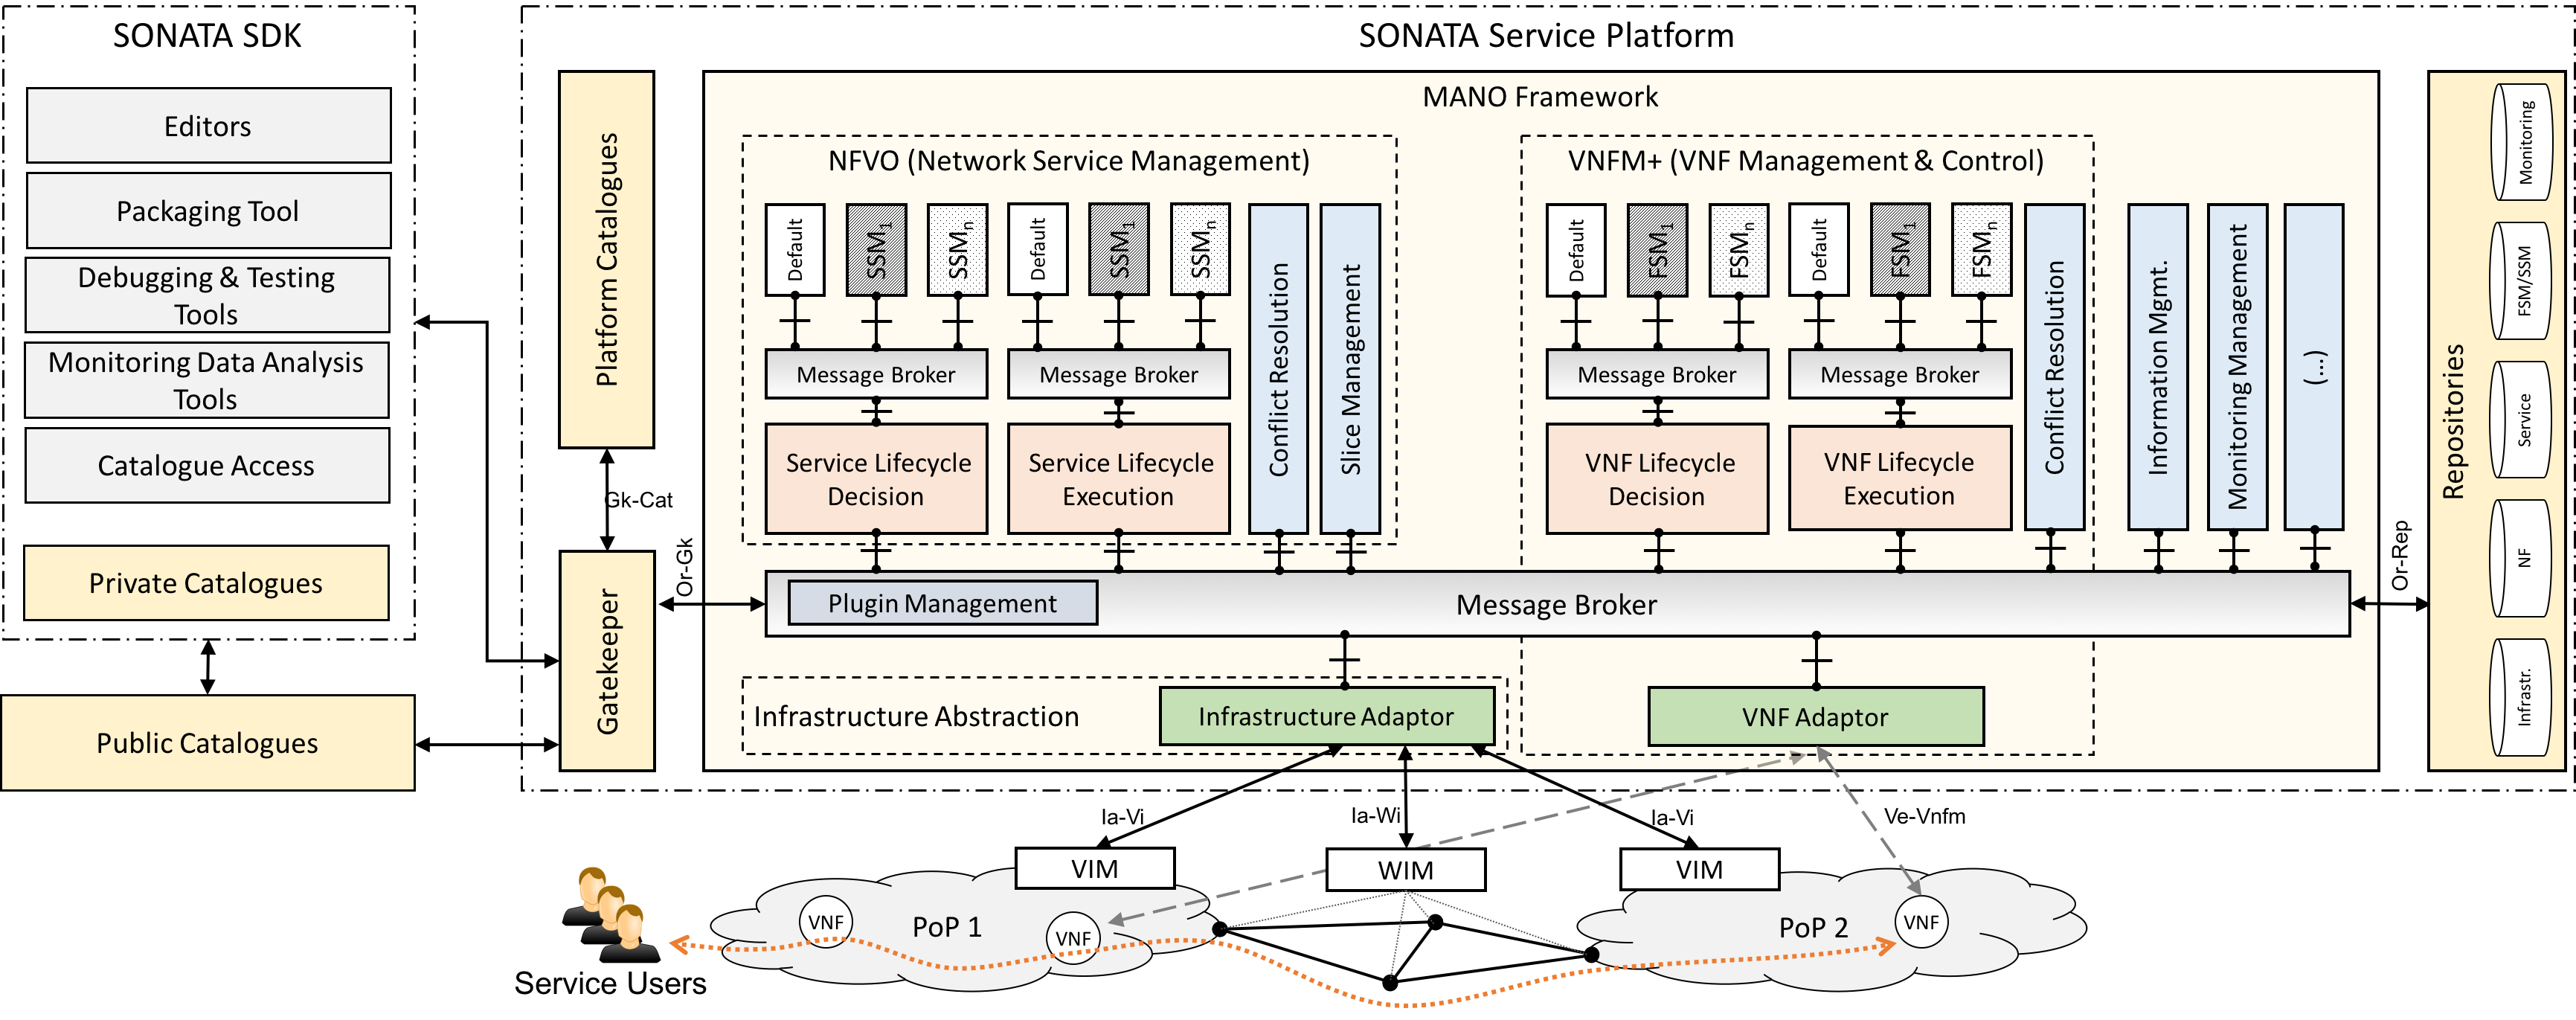 SONATA SDK
Editors
Packaging Tool
Debugging & Testing
Tools
Monitoring Data Analysis
Tools
Catalogue Access
Private Catalogues
Public Catalogues
SONATA Service Platform
Platform Catalogues
Gk-Cat
Gatekeeper
Or-Gk
MANO Framework
NFVO (Network Service Management)
Default
SSM1
SSMn
Default
SSM1
SSMn
Message Broker
Message Broker
Service Lifecycle
Decision
Service Lifecycle
Execution
Conflict Resolution
Slice Management
VNFM+ (VNF Management & Control)
Default
FSM1
FSMn
Default
FSM1
FSMn
Message Broker
Message Broker
VNF Lifecycle
Decision
VNF Lifecycle
Execution
Conflict Resolution
Information Mgmt.
Monitoring Management
(...)
Plugin Management
Message Broker
Infrastructure Abstraction
Infrastructure Adaptor
VNF Adaptor
Or-Rep
Repositories
Monitoring
FSM/SSM
Service
NF
Infrastr.
Ia-Vi
Ia-Wi
Ia-Vi
Ve-Vnfm
VIM
WIM
VIM
VNF
PoP 1
VNF
PoP 2
VNF
Service Users